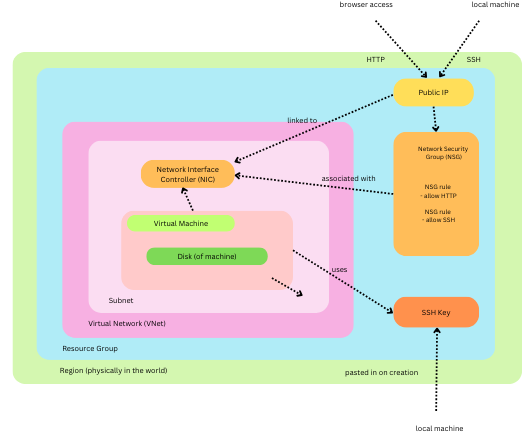 browser access
local machine
HTTP
SSH
Public IP
linked to
Network Security
Group (NSG)
Network Interface
Controller (NIC)
associated with
NSG rule
- allow HTTP
NSG rule
- allow SSH
Virtual Machine
Disk (of machine)
uses
Subnet
SSH Key
Virtual Network (VNet)
Resource Group
Region (physically in the world)
pasted in on creation
local machine